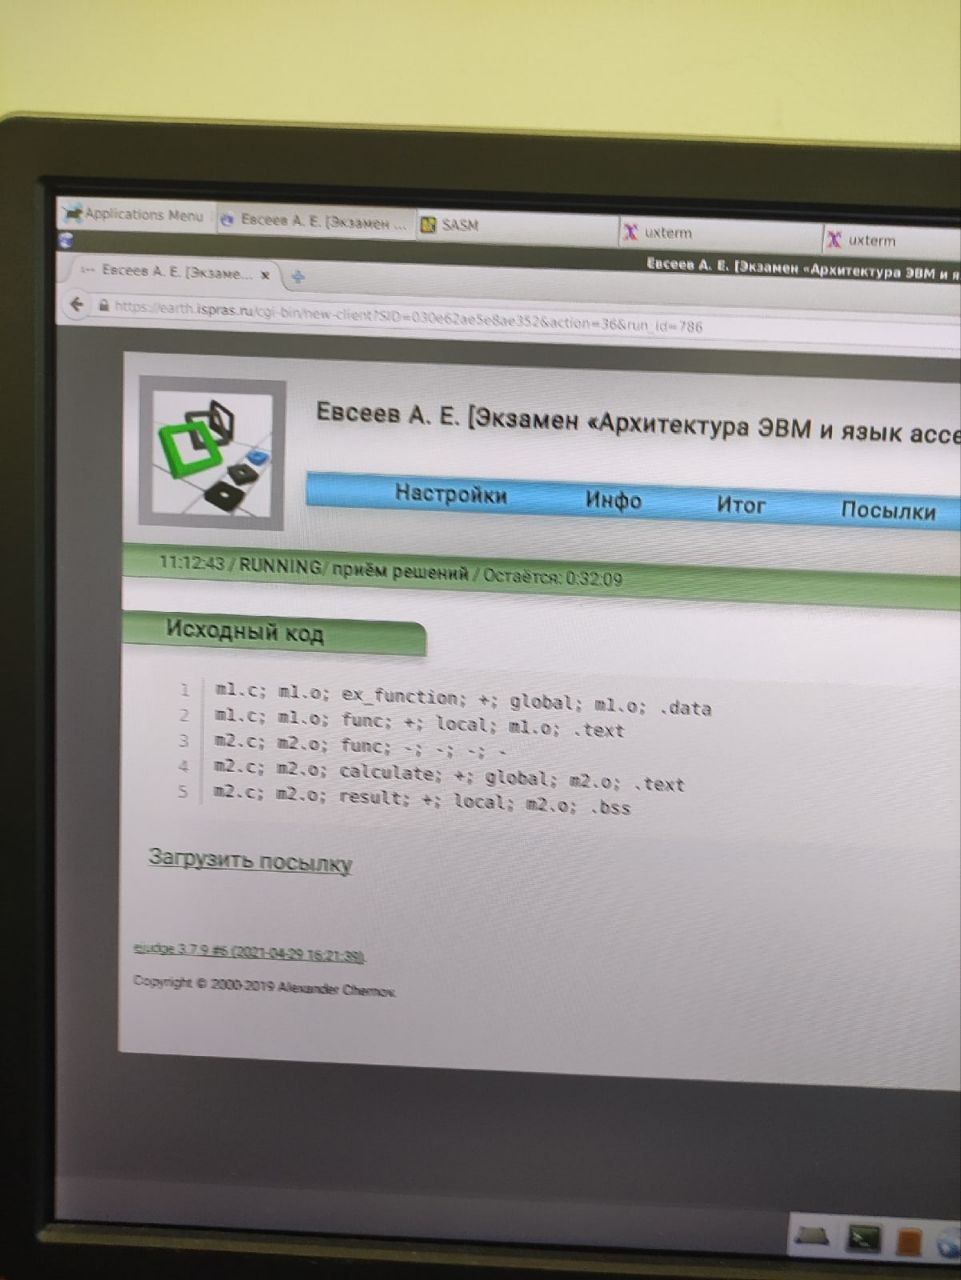 Applications Menu
Евсеев А. Е. [Экзамен ...
SASM
uxterm
uxterm
Евсеев А. Е. [Экзамен «Архитектура ЭВМ и я
Евсеев А. Е. [Экзаме... x
https://earth.ispras.ru/cgi-bin/new-client?SID=030e62ae5e8ae352&action=36&run_id=786
Евсеев А. Е. [Экзамен «Архитектура ЭВМ и язык ассе
Настройки Инфо Итог Посылки
11:12:43 / RUNNING/ приём решений / Остаётся: 0:32:09
Исходный код
1 m1.c; m1.o; ex_function; +; global; m1.o; .data
2 m1.c; m1.o; func; +; local; m1.o; .text
3 m2.c; m2.o; func; -; -; -; -
4 m2.c; m2.o; calculate; +; global; m2.o; .text
5 m2.c; m2.o; result; +; local; m2.o; .bss
Загрузить посылку
ejudge 3.7.9 #6 (2021-04-29 16:21:39).
Copyright © 2000-2019 Alexander Chernov.